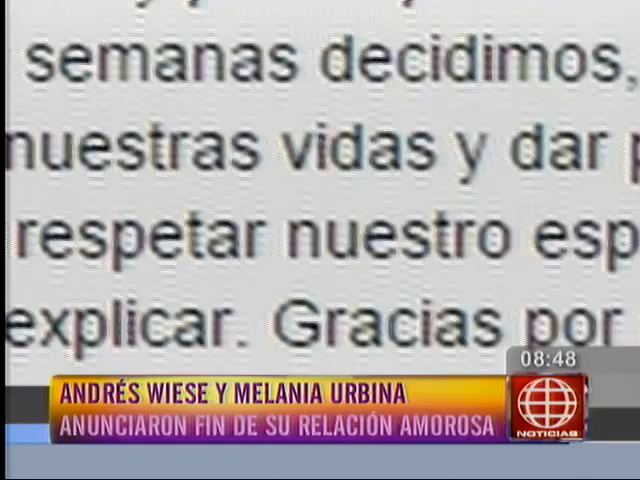 semanas decidimos,
nuestras vidas y dar
respetar nuestro esp
explicar. Gracias por
08:48
ANDRÉS WIESE Y MELANIA URBINA
ANUNCIARON FIN DE SU RELACIÓN AMOROSA
NOTICIAS